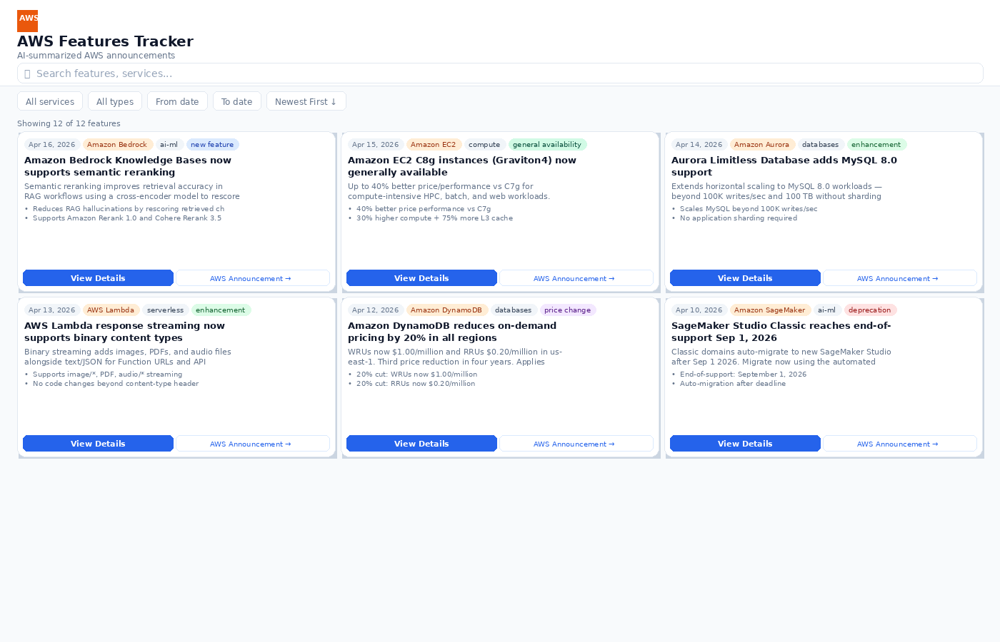 AWS
AWS Features Tracker
AI-summarized AWS announcements
Search features, services...
All services All types From date To date Newest First ↓
Showing 12 of 12 features
Apr 16, 2026 Amazon Bedrock ai-ml new feature
Amazon Bedrock Knowledge Bases now
supports semantic reranking
Semantic reranking improves retrieval accuracy in
RAG workflows using a cross-encoder model to rescore
• Reduces RAG hallucinations by rescoring retrieved ch
• Supports Amazon Rerank 1.0 and Cohere Rerank 3.5
View Details AWS Announcement →
Apr 15, 2026 Amazon EC2 compute general availability
Amazon EC2 C8g instances (Graviton4) now
generally available
Up to 40% better price/performance vs C7g for
compute-intensive HPC, batch, and web workloads.
• 40% better price performance vs C7g
• 30% higher compute + 75% more L3 cache
View Details AWS Announcement →
Apr 14, 2026 Amazon Aurora databases enhancement
Aurora Limitless Database adds MySQL 8.0
support
Extends horizontal scaling to MySQL 8.0 workloads —
beyond 100K writes/sec and 100 TB without sharding
• Scales MySQL beyond 100K writes/sec
• No application sharding required
View Details AWS Announcement →
Apr 13, 2026 AWS Lambda serverless enhancement
AWS Lambda response streaming now
supports binary content types
Binary streaming adds images, PDFs, and audio files
alongside text/JSON for Function URLs and API
• Supports image/*, PDF, audio/* streaming
• No code changes beyond content-type header
View Details AWS Announcement →
Apr 12, 2026 Amazon DynamoDB databases price change
Amazon DynamoDB reduces on-demand
pricing by 20% in all regions
WRUs now $1.00/million and RRUs $0.20/million in us-
east-1. Third price reduction in four years. Applies
• 20% cut: WRUs now $1.00/million
• 20% cut: RRUs now $0.20/million
View Details AWS Announcement →
Apr 10, 2026 Amazon SageMaker ai-ml deprecation
SageMaker Studio Classic reaches end-of-
support Sep 1, 2026
Classic domains auto-migrate to new SageMaker Studio
after Sep 1 2026. Migrate now using the automated
• End-of-support: September 1, 2026
• Auto-migration after deadline
View Details AWS Announcement →